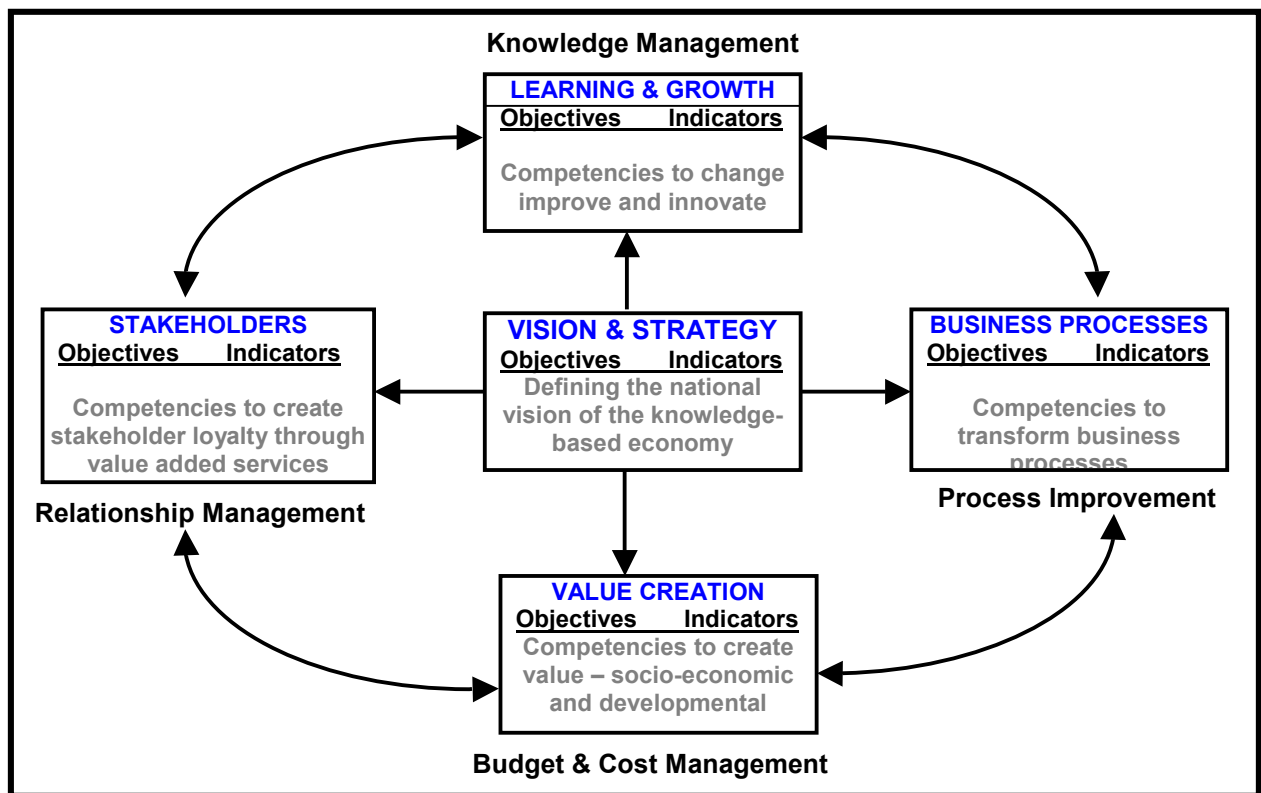 Knowledge Management
LEARNING & GROWTH
Objectives Indicators
Competencies to change
improve and innovate
STAKEHOLDERS
Objectives Indicators
Competencies to create
stakeholder loyalty through
value added services
Relationship Management
VISION & STRATEGY
Objectives Indicators
Defining the national
vision of the knowledge-
based economy
BUSINESS PROCESSES
Objectives Indicators
Competencies to
transform business
processes
Process Improvement
VALUE CREATION
Objectives Indicators
Competencies to create
value – socio-economic
and developmental
Budget & Cost Management